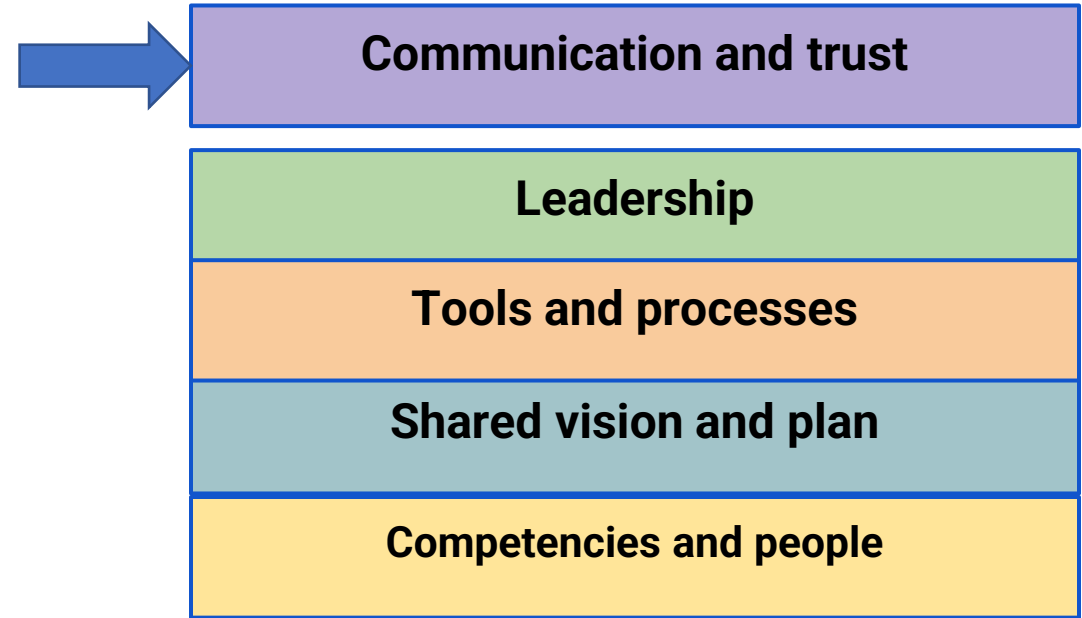 Communication and trust
Leadership
Tools and processes
Shared vision and plan
Competencies and people